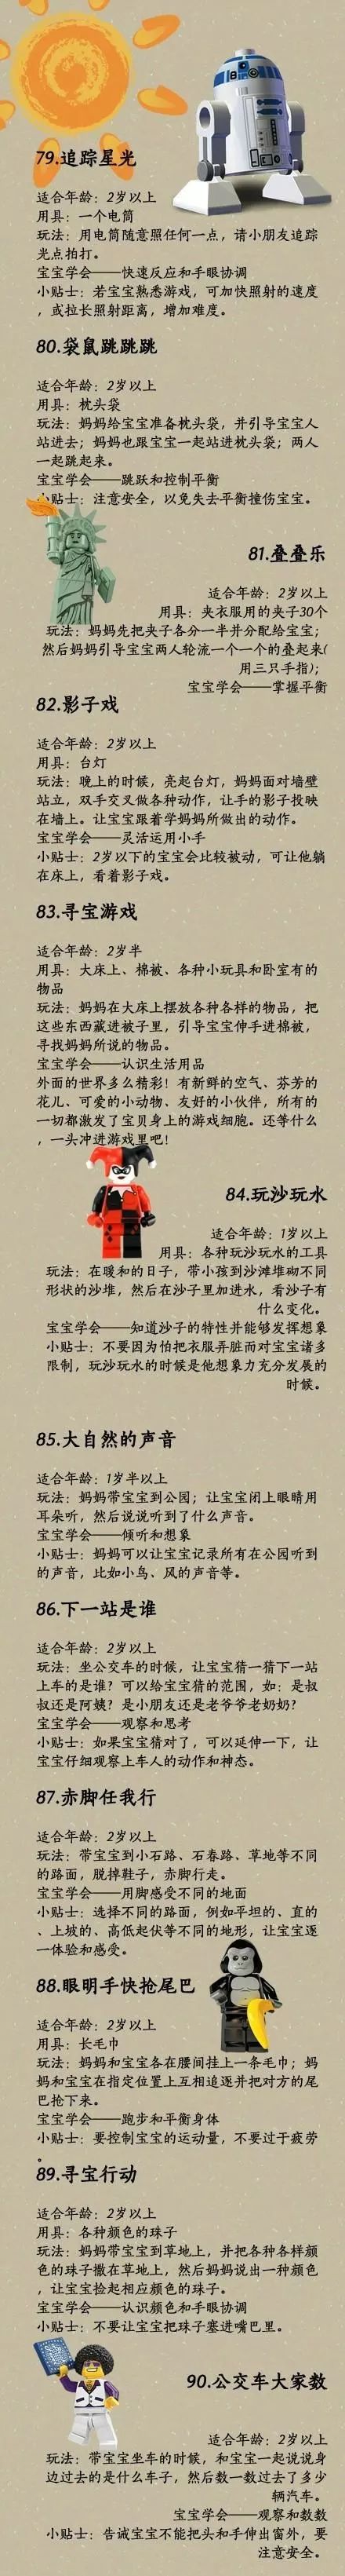 79.追踪星光
适合年龄：2岁以上
用具：一个电筒
玩法：用电筒随意照任何一点，请小朋友追踪
光点拍打。
宝宝学会——快速反应和手眼协调
小贴士：若宝宝熟悉游戏，可加快照射的速度
，或拉长照射距离，增加难度。
80.袋鼠跳跳跳
适合年龄：2岁以上
用具：枕头袋
玩法：妈妈给宝宝准备枕头袋，并引导宝宝人
站进去；妈妈也跟宝宝一起站进枕头袋；两人
一起跳起来。
宝宝学会——跳跃和控制平衡
小贴士：注意安全，以免失去平衡撞伤宝宝。
81.叠叠乐
适合年龄：2岁以上
用具：夹衣服用的夹子30个
玩法：妈妈先把夹子各分一半并分配给宝宝；
然后妈妈引导宝宝两人轮流一个一个的叠起来(
用三只手指)；
宝宝学会——掌握平衡
82.影子戏
适合年龄：2岁以上
用具：台灯
玩法：晚上的时候，亮起台灯，妈妈面对墙壁
站立，双手交叉做各种动作，让手的影子投映
在墙上。让宝宝跟着学妈妈所做出的动作。
宝宝学会——灵活运用小手
小贴士：2岁以下的宝宝会比较被动，可让他躺
在床上，看着影子戏。
83.寻宝游戏
适合年龄：2岁半
用具：大床上、棉被、各种小玩具和卧室有的
物品
玩法：妈妈在大床上摆放各种各样的物品，把
这些东西藏进被子里，引导宝宝伸手进棉被，
寻找妈妈所说的物品。
宝宝学会——认识生活用品
外面的世界多么精彩！有新鲜的空气、芬芳的
花儿、可爱的小动物、友好的小伙伴，所有的
一切都激发了宝贝身上的游戏细胞。还等什么
，一头冲进游戏里吧！
84.玩沙玩水
适合年龄：1岁以上
用具：各种玩沙玩水的工具
玩法：在暖和的日子，带小孩到沙滩堆砌不同
形状的沙堆，然后在沙子里加进水，看沙子有
什么变化。
宝宝学会——知道沙子的特性并能够发挥想象
小贴士：不要因为怕把衣服弄脏而对宝宝诸多
限制，玩沙玩水的时候是他想象力充分发展的
时候。
85.大自然的声音
适合年龄：1岁半以上
玩法：妈妈带宝宝到公园；让宝宝闭上眼睛用
耳朵听，然后说说听到了什么声音。
宝宝学会——倾听和想象
小贴士：妈妈可以让宝宝记录所有在公园听到
的声音，比如小鸟、风的声音等。
86.下一站是谁
适合年龄：2岁以上
玩法：坐公交车的时候，让宝宝猜一猜下一站
上车的是谁？可以给宝宝猜的范围，如：是叔
叔还是阿姨？是小朋友还是老爷爷老奶奶？
宝宝学会——观察和思考
小贴士：如果宝宝猜对了，可以延伸一下，让
宝宝仔细观察上车人的动作和神态。
87.赤脚任我行
适合年龄：2岁以上
玩法：带宝宝到小石路、石春路、草地等不同
的路面，脱掉鞋子，赤脚行走。
宝宝学会——用脚感受不同的地面
小贴士：选择不同的路面，例如平坦的、直的
、上坡的、高低起伏等不同的地形，让宝宝逐
一体验和感受。
88.眼明手快抢尾巴
适合年龄：2岁以上
用具：长毛巾
玩法：妈妈和宝宝各在腰间挂上一条毛巾；妈
妈和宝宝在指定位置上互相追逐并把对方的尾
巴抢下来。
宝宝学会——跑步和平衡身体
小贴士：要控制宝宝的运动量，不要过于疲劳
。
89.寻宝行动
适合年龄：2岁以上
用具：各种颜色的珠子
玩法：妈妈带宝宝到草地上，并把各种各样颜
色的珠子撒在草地上，然后妈妈说出一种颜色
，让宝宝捡起相应颜色的珠子。
宝宝学会——认识颜色和手眼协调
小贴士：不要让宝宝把珠子塞进嘴巴里。
90.公交车大家数
适合年龄：2岁以上
玩法：带宝宝坐车的时候，和宝宝一起说说身
边过去的是什么车子，然后数一数过去了多少
辆汽车。
宝宝学会——观察和数数
小贴士：告诫宝宝不能把头和手伸出窗外，要
注意安全。